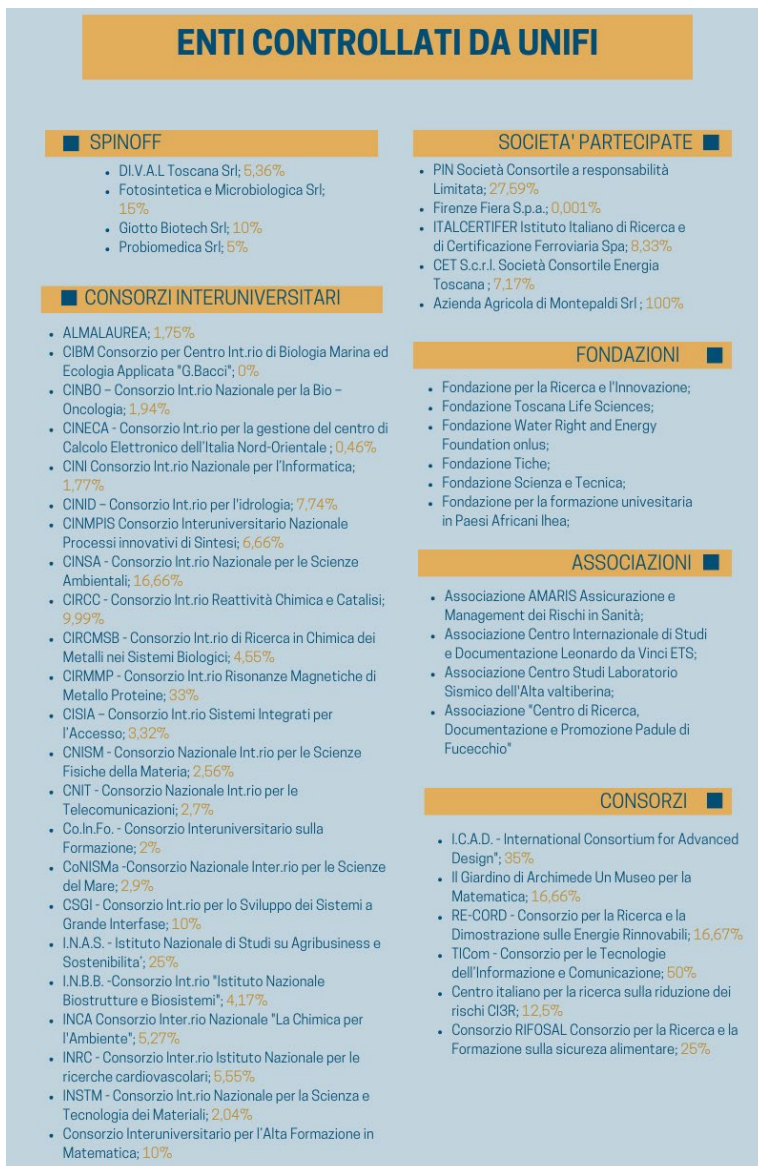 ENTI CONTROLLATI DA UNIFI
SPINOFF
DI.V.A.L Toscana Srl; 5,36%
Fotosintetica e Microbiologica Srl;
15%
Giotto Biotech Srl; 10%
Probiomedica Srl; 5%
CONSORZI INTERUNIVERSITARI
ALMALAUREA; 1,75%
CIBM Consorzio per Centro Int.rio di Biologia Marina ed
Ecologia Applicata "G.Bacci"; 0%
CINBO – Consorzio Int.rio Nazionale per la Bio –
Oncologia; 1,94%
CINECA - Consorzio Int.rio per la gestione del centro di
Calcolo Elettronico dell'Italia Nord-Orientale ; 0,46%
CINI Consorzio Int.rio Nazionale per l'Informatica;
1,77%
CINID – Consorzio Int.rio per l'idrologia; 7,74%
CINMPIS Consorzio Interuniversitario Nazionale
Processi innovativi di Sintesi; 6,66%
CINSA - Consorzio Int.rio Nazionale per le Scienze
Ambientali; 16,66%
CIRCC - Consorzio Int.rio Reattività Chimica e Catalisi;
9,99%
CIRCMSB - Consorzio Int.rio di Ricerca in Chimica dei
Metalli nei Sistemi Biologici; 4,55%
CIRMMP - Consorzio Int.rio Risonanze Magnetiche di
Metallo Proteine; 33%
CISIA – Consorzio Int.rio Sistemi Integrati per
l'Accesso; 3,32%
CNISM - Consorzio Nazionale Int.rio per le Scienze
Fisiche della Materia; 2,56%
CNIT - Consorzio Nazionale Int.rio per le
Telecomunicazioni; 2,7%
Co.In.Fo. - Consorzio Interuniversitario sulla
Formazione; 2%
CoNISMa -Consorzio Nazionale Inter.rio per le Scienze
del Mare; 2,9%
CSGI - Consorzio Int.rio per lo Sviluppo dei Sistemi a
Grande Interfase; 10%
I.N.A.S. - Istituto Nazionale di Studi su Agribusiness e
Sostenibilita'; 25%
I.N.B.B. -Consorzio Int.rio "Istituto Nazionale
Biostrutture e Biosistemi"; 4,17%
INCA Consorzio Inter.rio Nazionale "La Chimica per
l'Ambiente"; 5,27%
INRC - Consorzio Inter.rio Istituto Nazionale per le
ricerche cardiovascolari; 5,55%
INSTM - Consorzio Int.rio Nazionale per la Scienza e
Tecnologia dei Materiali; 2,04%
Consorzio Interuniversitario per l'Alta Formazione in
Matematica; 10%
SOCIETA' PARTECIPATE
PIN Società Consortile a responsabilità
Limitata; 27,59%
Firenze Fiera S.p.a.; 0,001%
ITALCERTIFER Istituto Italiano di Ricerca e
di Certificazione Ferroviaria Spa; 8,33%
CET S.c.r.l. Società Consortile Energia
Toscana ; 7,17%
Azienda Agricola di Montepaldi Srl ; 100%
FONDAZIONI
Fondazione per la Ricerca e l'Innovazione;
Fondazione Toscana Life Sciences;
Fondazione Water Right and Energy
Foundation onlus;
Fondazione Tiche;
Fondazione Scienza e Tecnica;
Fondazione per la formazione univesitaria
in Paesi Africani Ihea;
ASSOCIAZIONI
Associazione AMARIS Assicurazione e
Management dei Rischi in Sanità;
Associazione Centro Internazionale di Studi
e Documentazione Leonardo da Vinci ETS;
Associazione Centro Studi Laboratorio
Sismico dell'Alta valtiberina;
Associazione "Centro di Ricerca,
Documentazione e Promozione Padule di
Fucecchio"
CONSORZI
I.C.A.D. - International Consortium for Advanced
Design"; 35%
Il Giardino di Archimede Un Museo per la
Matematica; 16,66%
RE-CORD - Consorzio per la Ricerca e la
Dimostrazione sulle Energie Rinnovabili; 16,67%
TICom - Consorzio per le Tecnologie
dell'Informazione e Comunicazione; 50%
Centro italiano per la ricerca sulla riduzione dei
rischi CI3R; 12,5%
Consorzio RIFOSAL Consorzio per la Ricerca e la
Formazione sulla sicureza alimentare; 25%